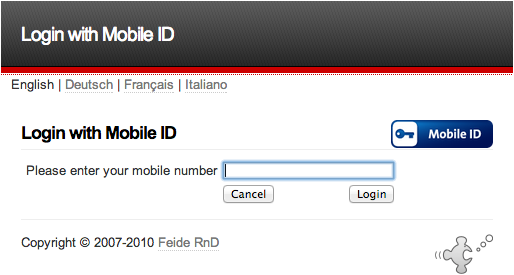 Login with Mobile ID
English | Deutsch | Français | Italiano
Login with Mobile ID
Mobile ID
Please enter your mobile number
Cancel
Login
Copyright © 2007-2010 Feide RnD